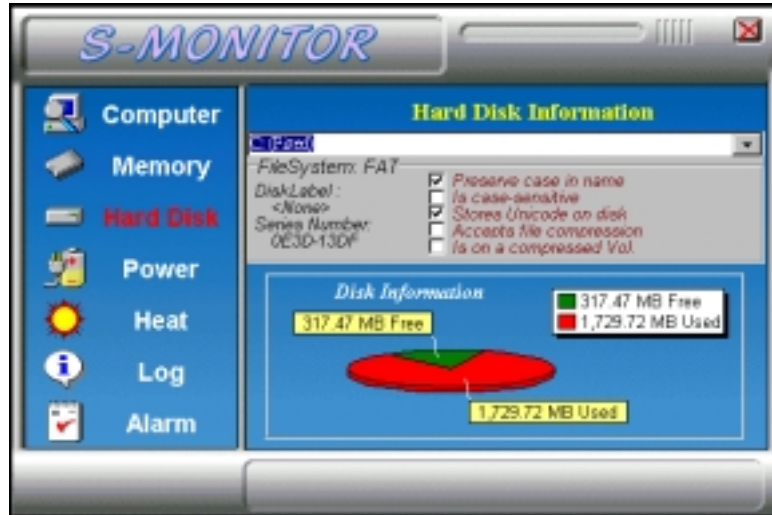 S-MONITOR
Computer
Memory
Hard Disk
Power
Heat
Log
Alarm
Hard Disk Information
C: (Fixed)
FileSystem: FAT
DiskLabel :
<None>
Series Number:
0E3D-13DF
Preserve case in name
Is case-sensitive
Stores Unicode on disk
Accepts file compression
Is on a compressed Vol.
Disk Information
317.47 MB Free
1,729.72 MB Used
317.47 MB Free
1,729.72 MB Used